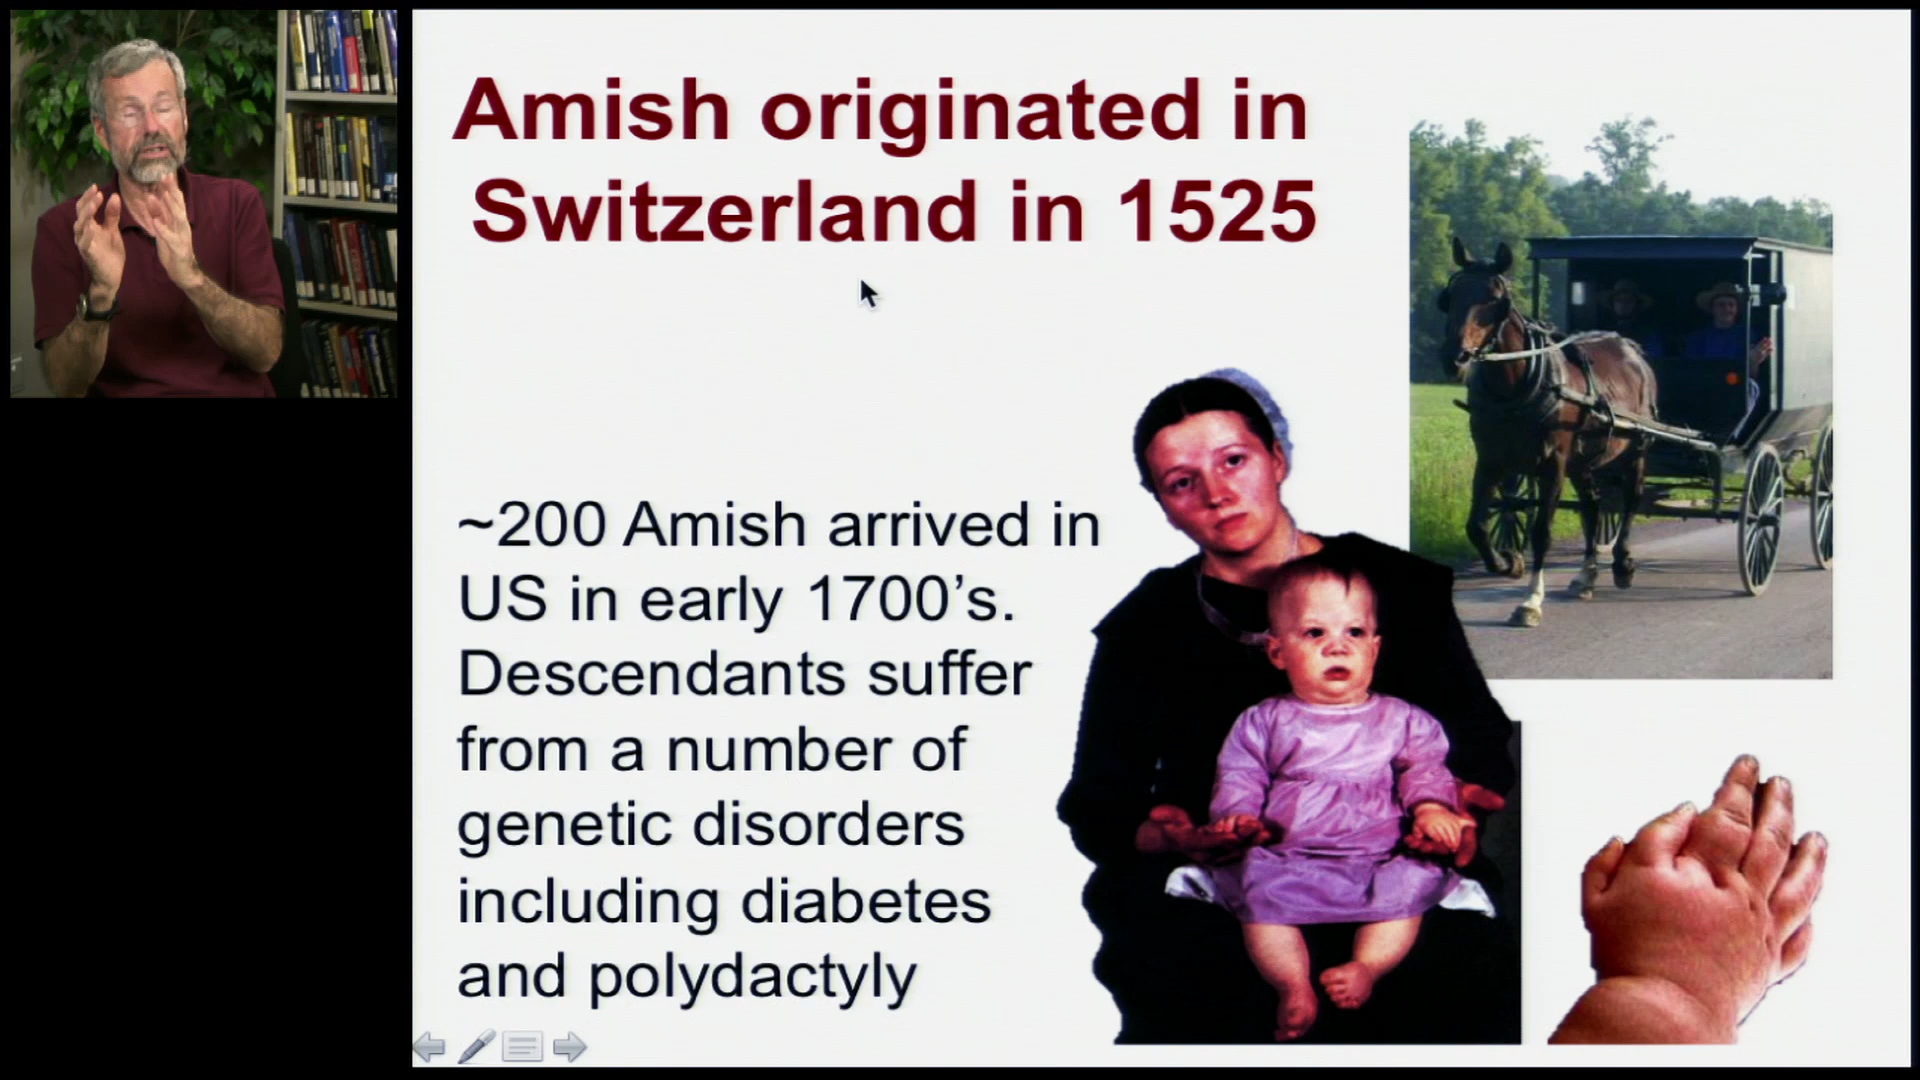 Amish originated in
Switzerland in 1525
~200 Amish arrived in
US in early 1700’s.
Descendants suffer
from a number of
genetic disorders
including diabetes
and polydactyly